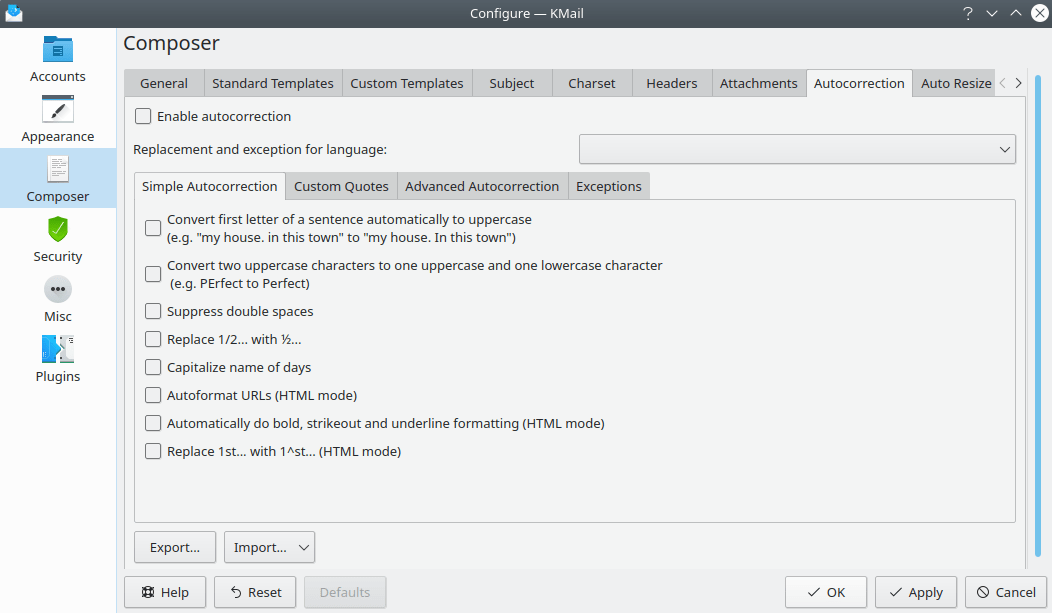 Configure — KMail
Accounts
Appearance
Composer
Security
Misc
Plugins
Composer
General Standard Templates Custom Templates Subject Charset Headers Attachments Autocorrection Auto Resize
Enable autocorrection
Replacement and exception for language:
Simple Autocorrection Custom Quotes Advanced Autocorrection Exceptions
Convert first letter of a sentence automatically to uppercase
(e.g. "my house. in this town" to "my house. In this town")
Convert two uppercase characters to one uppercase and one lowercase character
(e.g. PErfect to Perfect)
Suppress double spaces
Replace 1/2... with ½...
Capitalize name of days
Autoformat URLs (HTML mode)
Automatically do bold, strikeout and underline formatting (HTML mode)
Replace 1st... with 1^st... (HTML mode)
Export... Import...
Help Reset Defaults OK Apply Cancel